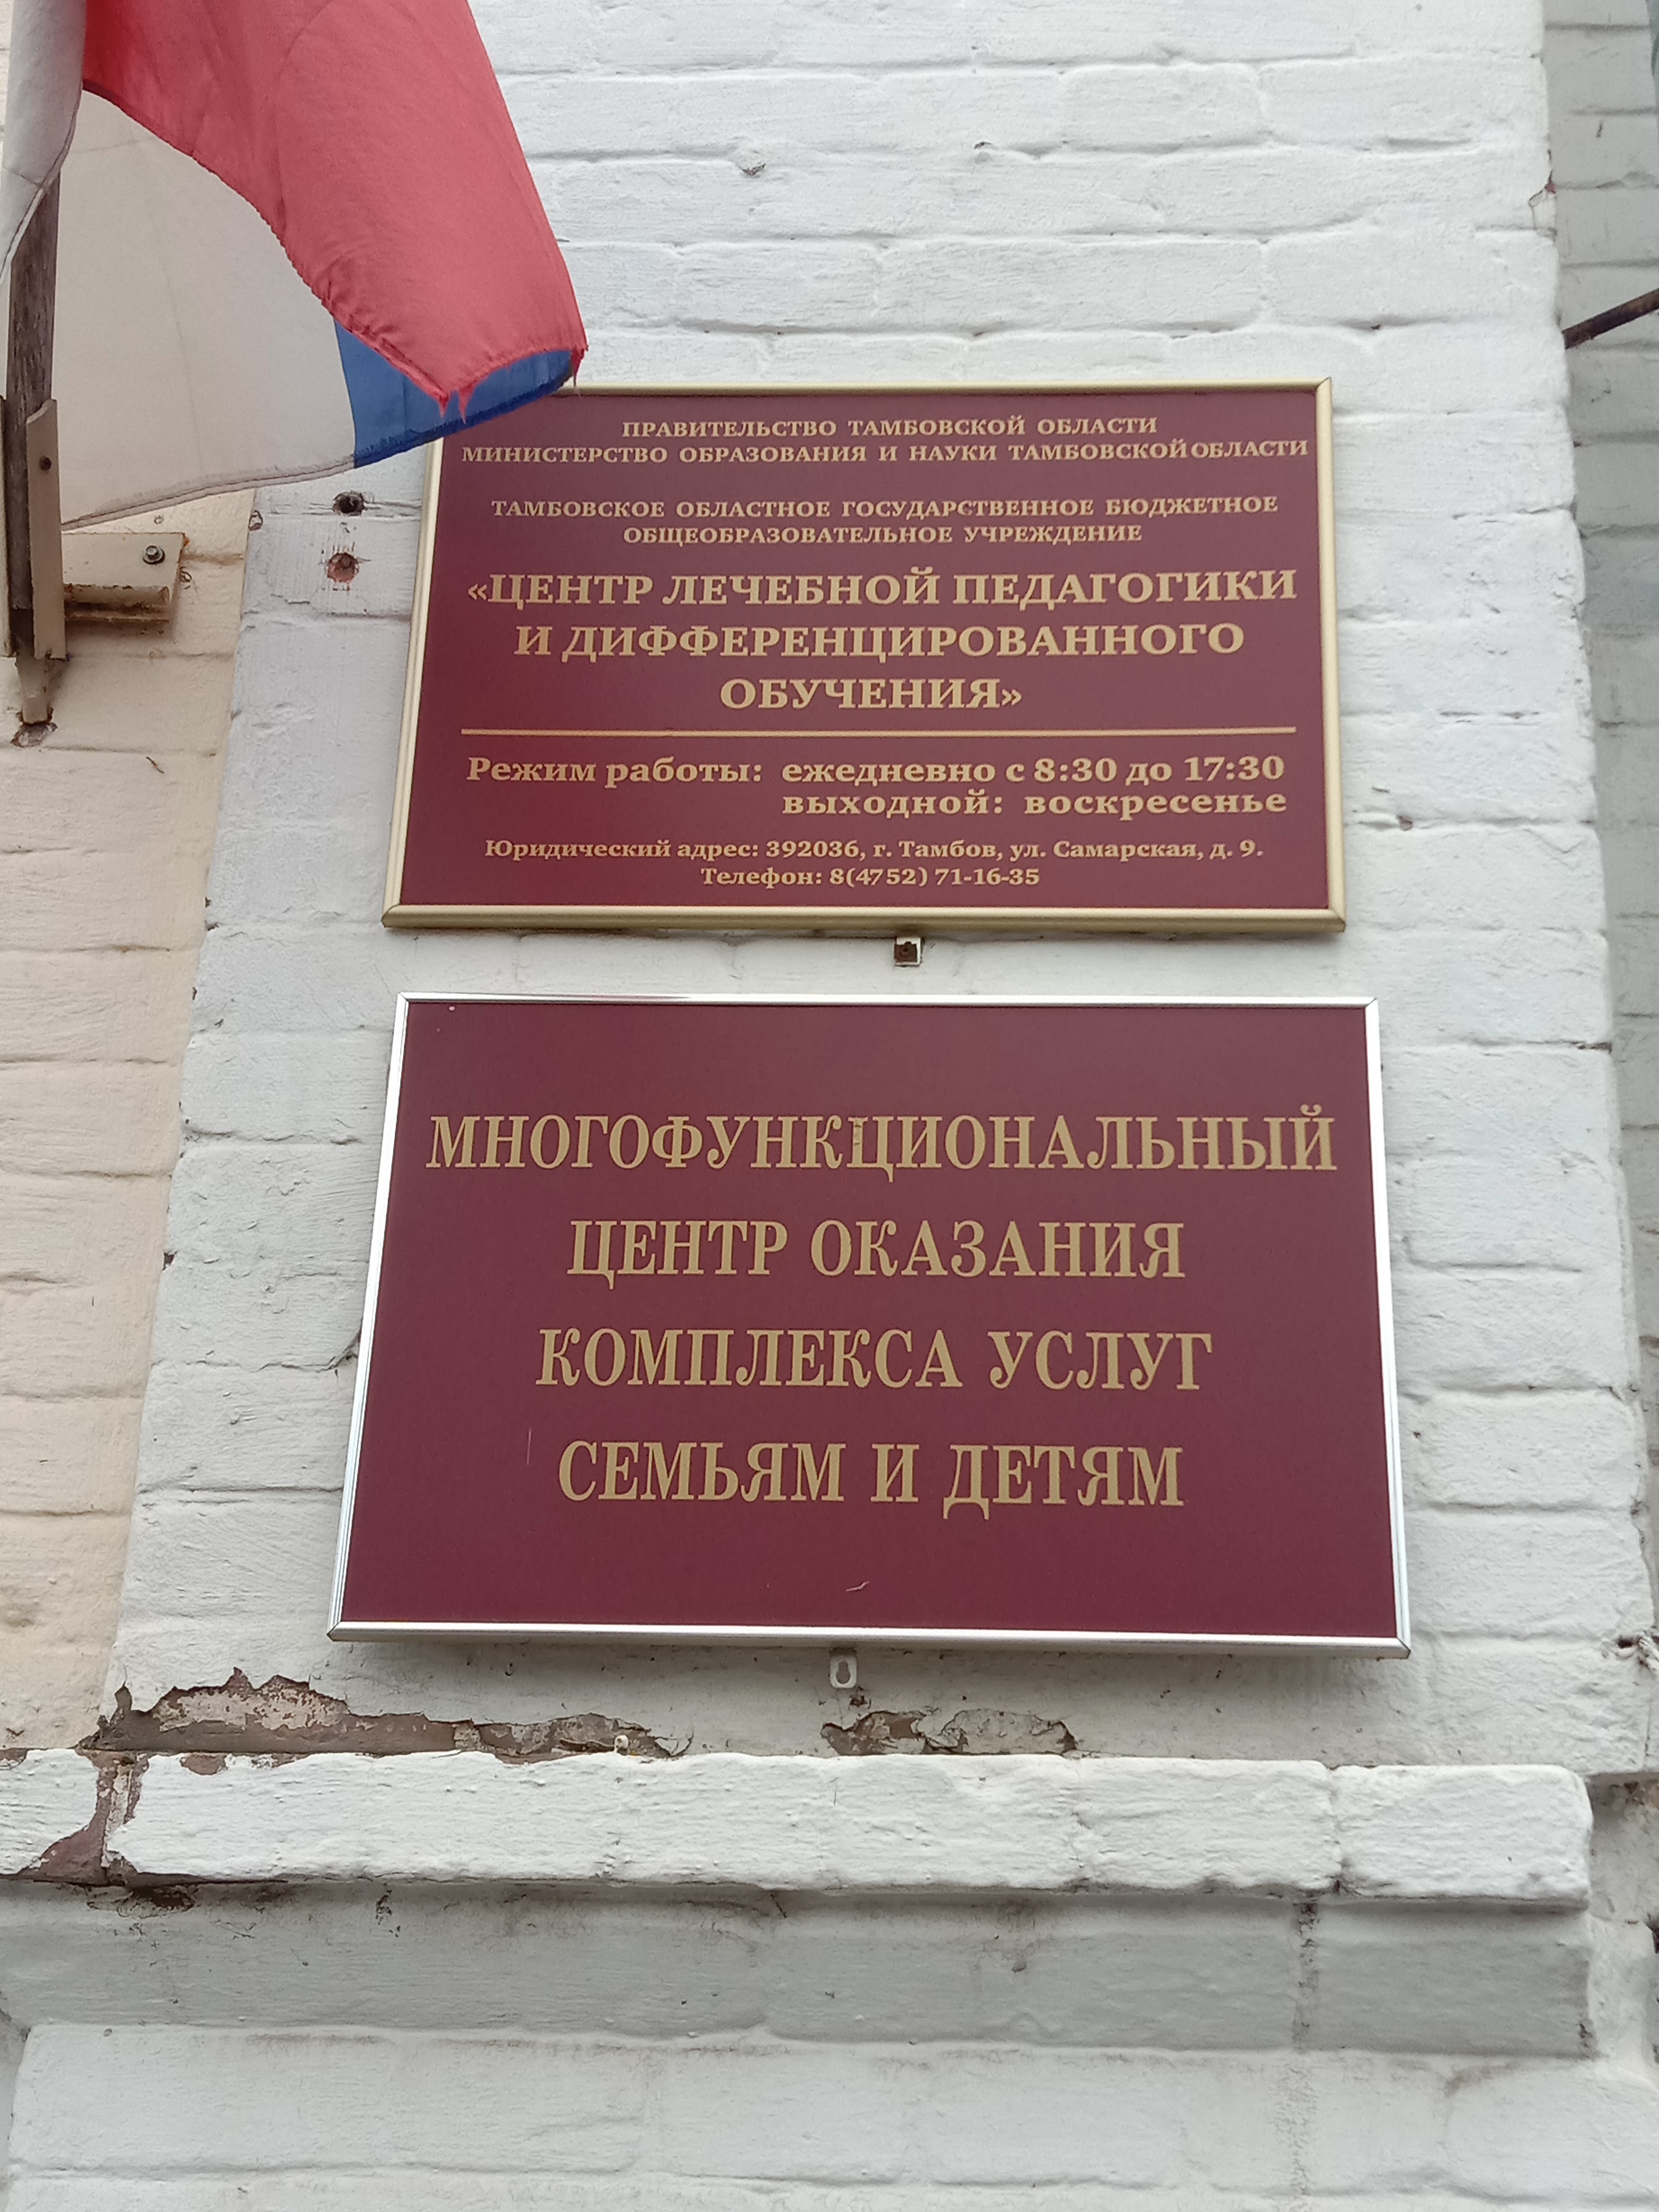 ПРАВИТЕЛЬСТВО ТАМБОВСКОЙ ОБЛАСТИ
МИНИСТЕРСТВО ОБРАЗОВАНИЯ И НАУКИ ТАМБОВСКОЙ ОБЛАСТИ
ТАМБОВСКОЕ ОБЛАСТНОЕ ГОСУДАРСТВЕННОЕ БЮДЖЕТНОЕ
ОБЩЕОБРАЗОВАТЕЛЬНОЕ УЧРЕЖДЕНИЕ
«ЦЕНТР ЛЕЧЕБНОЙ ПЕДАГОГИКИ
И ДИФФЕРЕНЦИРОВАННОГО
ОБУЧЕНИЯ»
Режим работы: ежедневно с 8:30 до 17:30
выходной: воскресенье
Юридический адрес: 392036, г. Тамбов, ул. Самарская, д. 9.
Телефон: 8(4752) 71-16-35
МНОГОФУНКЦИОНАЛЬНЫЙ
ЦЕНТР ОКАЗАНИЯ
КОМПЛЕКСА УСЛУГ
СЕМЬЯМ И ДЕТЯМ